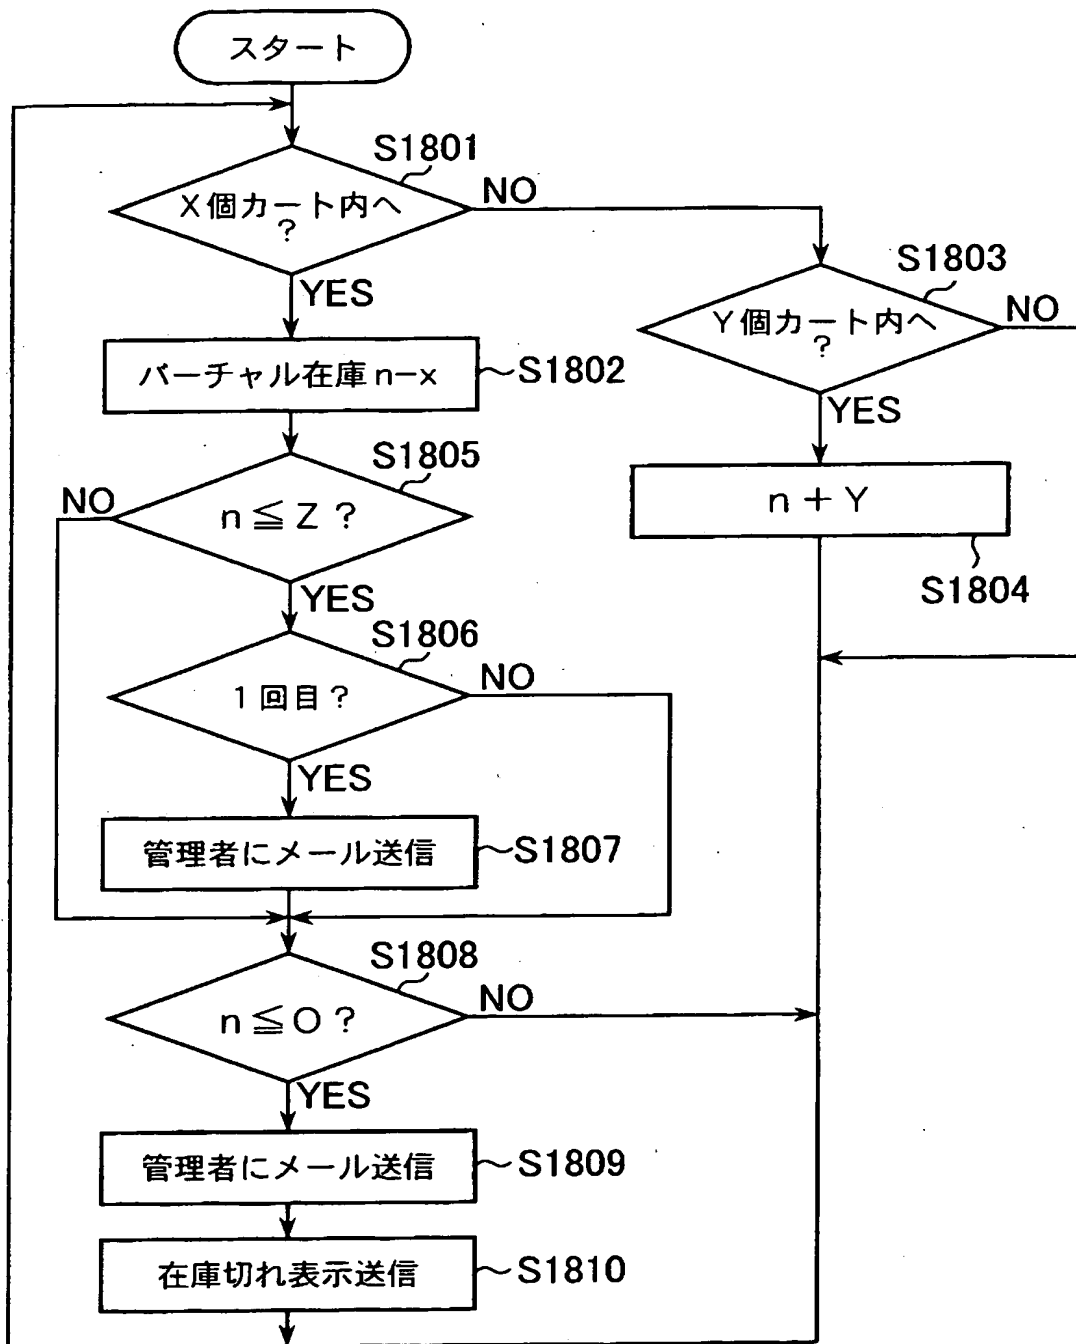 スタート
S1801
X個カート内へ
?
NO
YES
S1803
Y個カート内へ
?
NO
YES
バーチャル在庫n-x
S1802
S1805
n≦Z?
NO
YES
n+Y
S1804
S1806
1回目?
NO
YES
管理者にメール送信
S1807
S1808
n≦O?
NO
YES
管理者にメール送信
S1809
在庫切れ表示送信
S1810